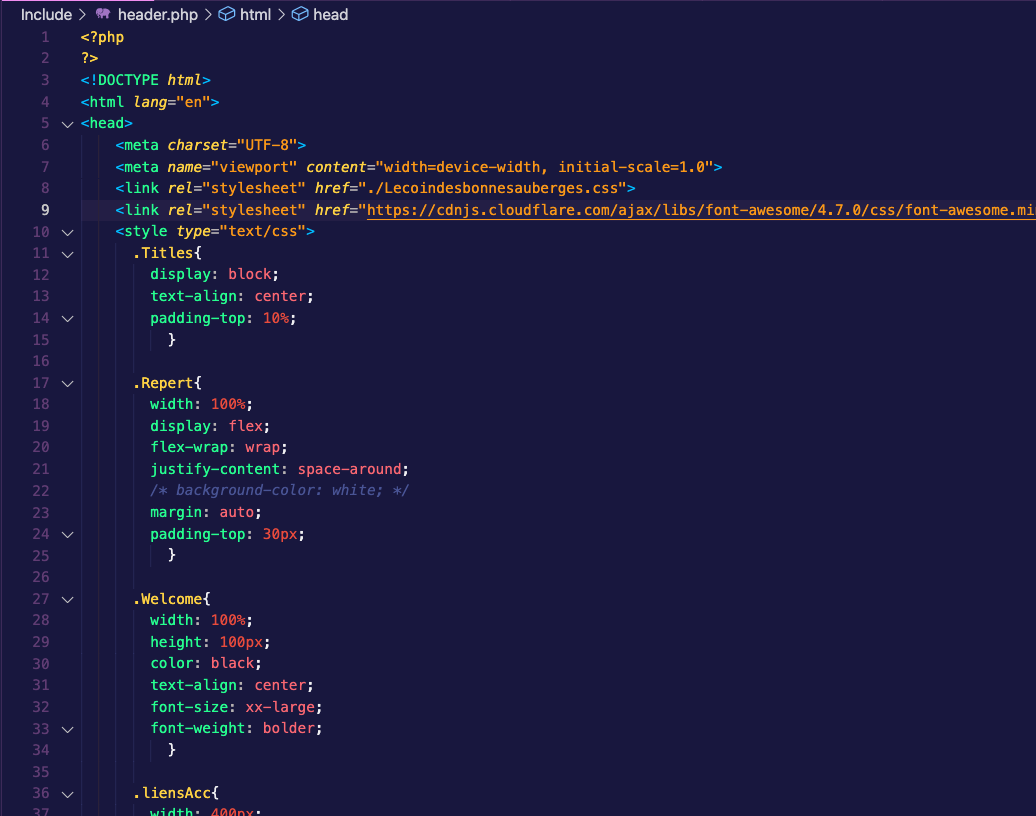 Include > header.php > html > head
1 <?php
2 ?>
3 <!DOCTYPE html>
4 <html lang="en">
5 <head>
6 <meta charset="UTF-8">
7 <meta name="viewport" content="width=device-width, initial-scale=1.0">
8 <link rel="stylesheet" href="./Lecoindesbonnesauberges.css">
9 <link rel="stylesheet" href="https://cdnjs.cloudflare.com/ajax/libs/font-awesome/4.7.0/css/font-awesome.mi
10 <style type="text/css">
11 .Titles{
12 display: block;
13 text-align: center;
14 padding-top: 10%;
15 }
16
17 .Repert{
18 width: 100%;
19 display: flex;
20 flex-wrap: wrap;
21 justify-content: space-around;
22 /* background-color: white; */
23 margin: auto;
24 padding-top: 30px;
25 }
26
27 .Welcome{
28 width: 100%;
29 height: 100px;
30 color: black;
31 text-align: center;
32 font-size: xx-large;
33 font-weight: bolder;
34 }
35
36 .liensAcc{
37 width: 400px;